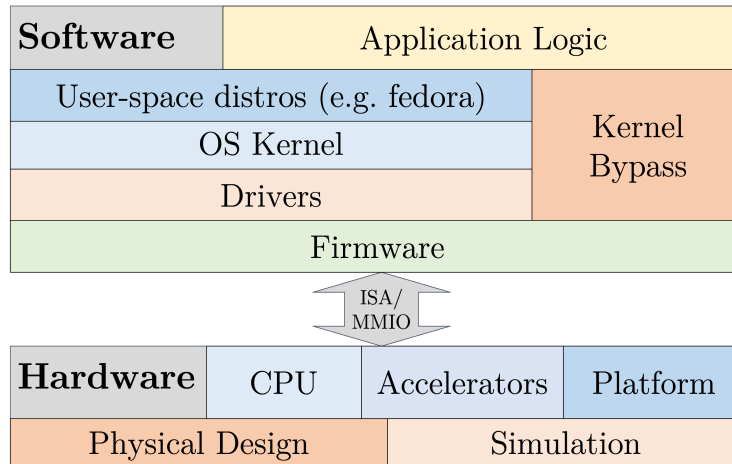 Software
Application Logic
User-space distros (e.g. fedora)
Kernel
Bypass
OS Kernel
Drivers
Firmware
ISA/
MMIO
Hardware
CPU
Accelerators
Platform
Physical Design
Simulation